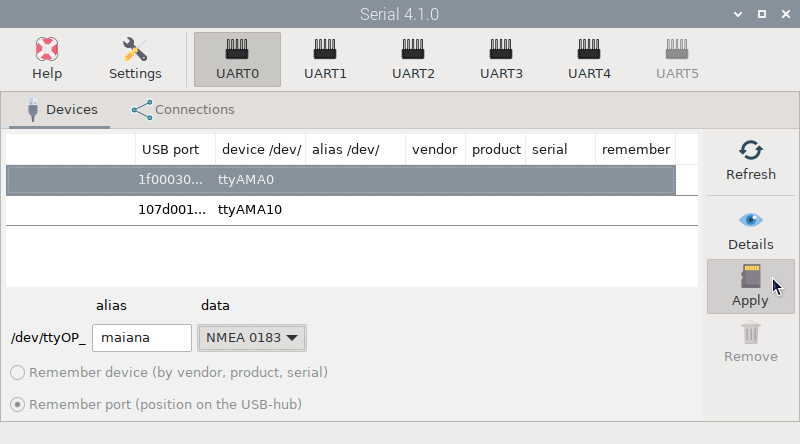 Serial 4.1.0
Help Settings UART0 UART1 UART2 UART3 UART4 UART5
Devices Connections
USB port device /dev/ alias /dev/ vendor product serial remember
1f00030... ttyAMA0
107d001... ttyAMA10
Refresh
Details
Apply
Remove
alias data
/dev/ttyOP_ maiana NMEA 0183
Remember device (by vendor, product, serial)
Remember port (position on the USB-hub)